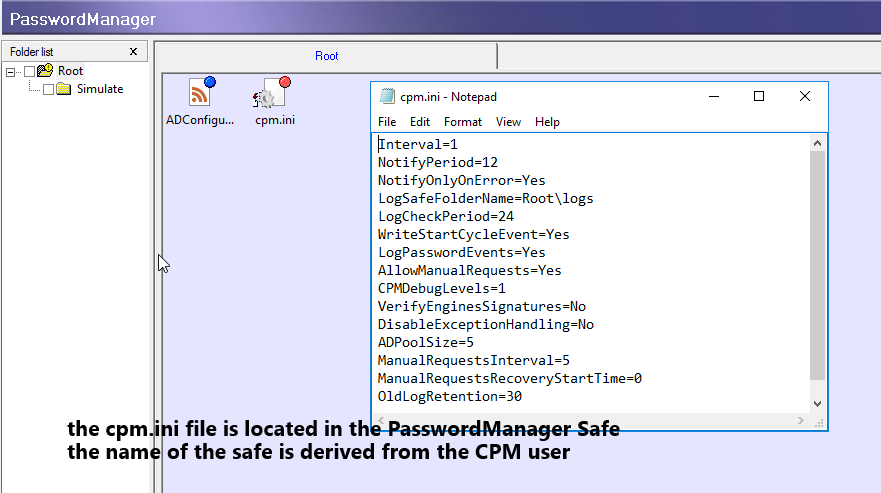 PasswordManager
Folder list x
Root
Root
Simulate
ADConfigu...
cpm.ini
cpm.ini - Notepad
File Edit Format View Help
Interval=1
NotifyPeriod=12
NotifyOnlyOnError=Yes
LogSafeFolderName=Root\logs
LogCheckPeriod=24
WriteStartCycleEvent=Yes
LogPasswordEvents=Yes
AllowManualRequests=Yes
CPMDebugLevels=1
VerifyEnginesSignatures=No
DisableExceptionHandling=No
ADPoolSize=5
ManualRequestsInterval=5
ManualRequestsRecoveryStartTime=0
OldLogRetention=30
the cpm.ini file is located in the PasswordManager Safe
the name of the safe is derived from the CPM user